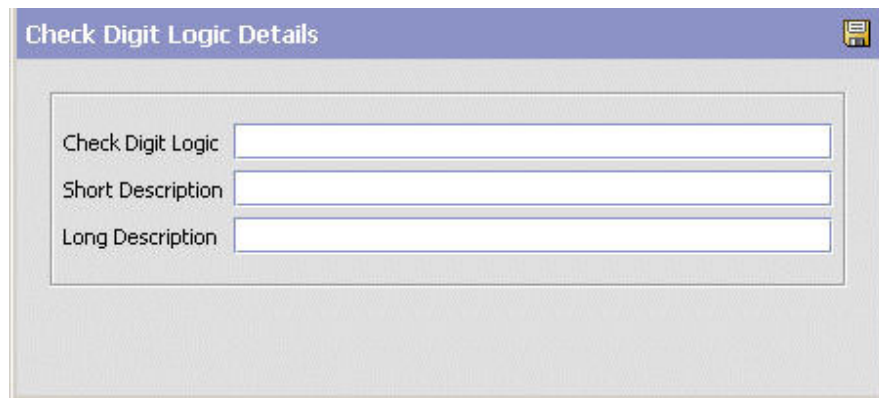 Check Digit Logic Details
Check Digit Logic
Short Description
Long Description